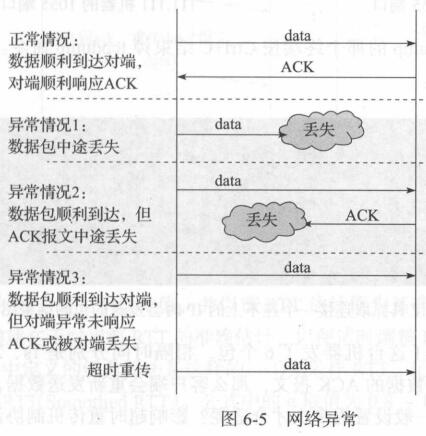 正常情况:
数据顺利到达对端,
对端顺利响应ACK
data
ACK
异常情况1:
数据包中途丢失
data
丢失
异常情况2:
数据包顺利到达,但
ACK报文中途丢失
data
丢失
ACK
异常情况3:
数据包顺利到达对端,
但对端异常未响应
ACK或被对端丢失
data
超时重传
data
图 6-5 网络异常